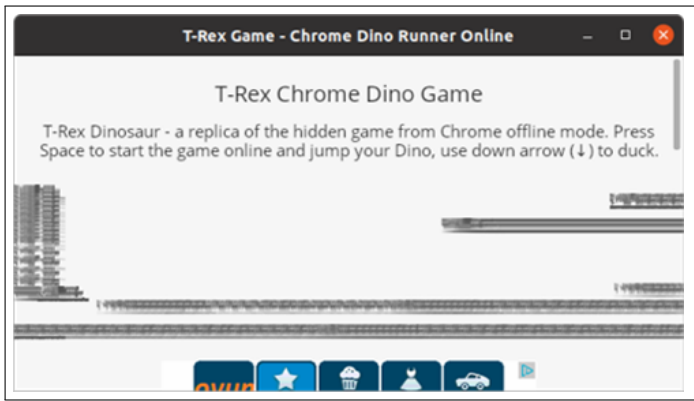 T-Rex Game - Chrome Dino Runner Online
T-Rex Chrome Dino Game
T-Rex Dinosaur - a replica of the hidden game from Chrome offline mode. Press
Space to start the game online and jump your Dino, use down arrow (↓) to duck.